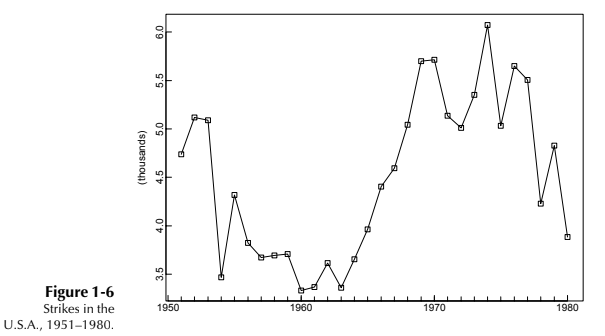 6.0
5.5
5.0
4.5
4.0
3.5
(thousands)
1950 1960 1970 1980
Figure 1-6
Strikes in the
U.S.A., 1951–1980.